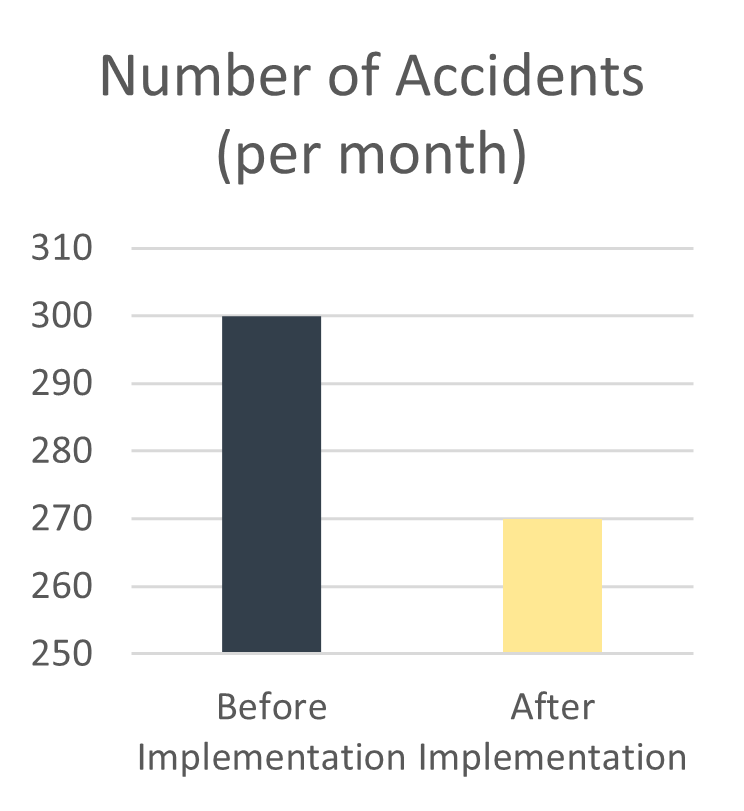 Number of Accidents
(per month)
310
300
290
280
270
260
250
Before
Implementation
After
Implementation